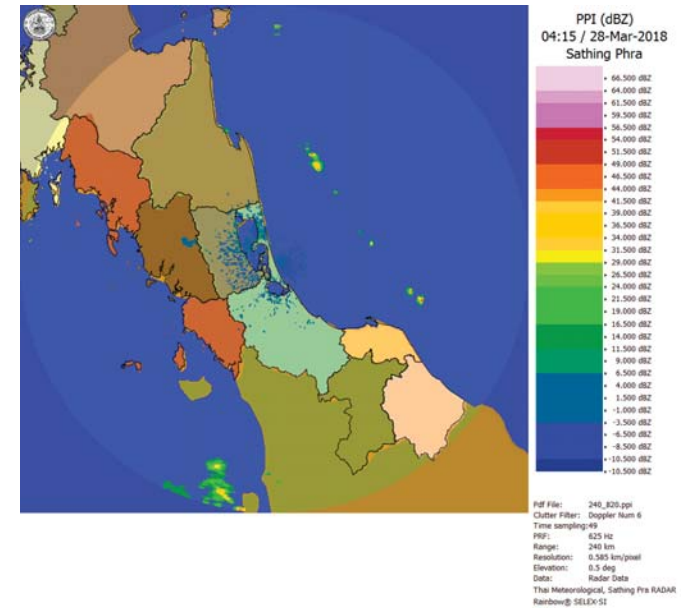 PPI (dBZ)
04:15 / 28-Mar-2018
Sathing Phra
66.500 dBZ
64.000 dBZ
61.500 dBZ
59.500 dBZ
56.500 dBZ
54.000 dBZ
51.500 dBZ
49.000 dBZ
46.500 dBZ
44.000 dBZ
41.500 dBZ
39.000 dBZ
36.500 dBZ
34.000 dBZ
31.500 dBZ
29.000 dBZ
26.500 dBZ
24.000 dBZ
21.500 dBZ
19.000 dBZ
16.500 dBZ
14.000 dBZ
11.500 dBZ
9.000 dBZ
6.500 dBZ
4.000 dBZ
1.500 dBZ
-1.000 dBZ
-3.500 dBZ
-6.500 dBZ
-8.500 dBZ
-10.500 dBZ
-10.500 dBZ
Pdf File: 240_820.ppi
Clutter Filter: Doppler Num 6
Time sampling:49
PRF: 625 Hz
Range: 240 km
Resolution: 0.585 km/pixel
Elevation: 0.5 deg
Data: Radar Data
Thai Meteorological, Sathing Pra RADAR
Rainbow® SELEX-SI